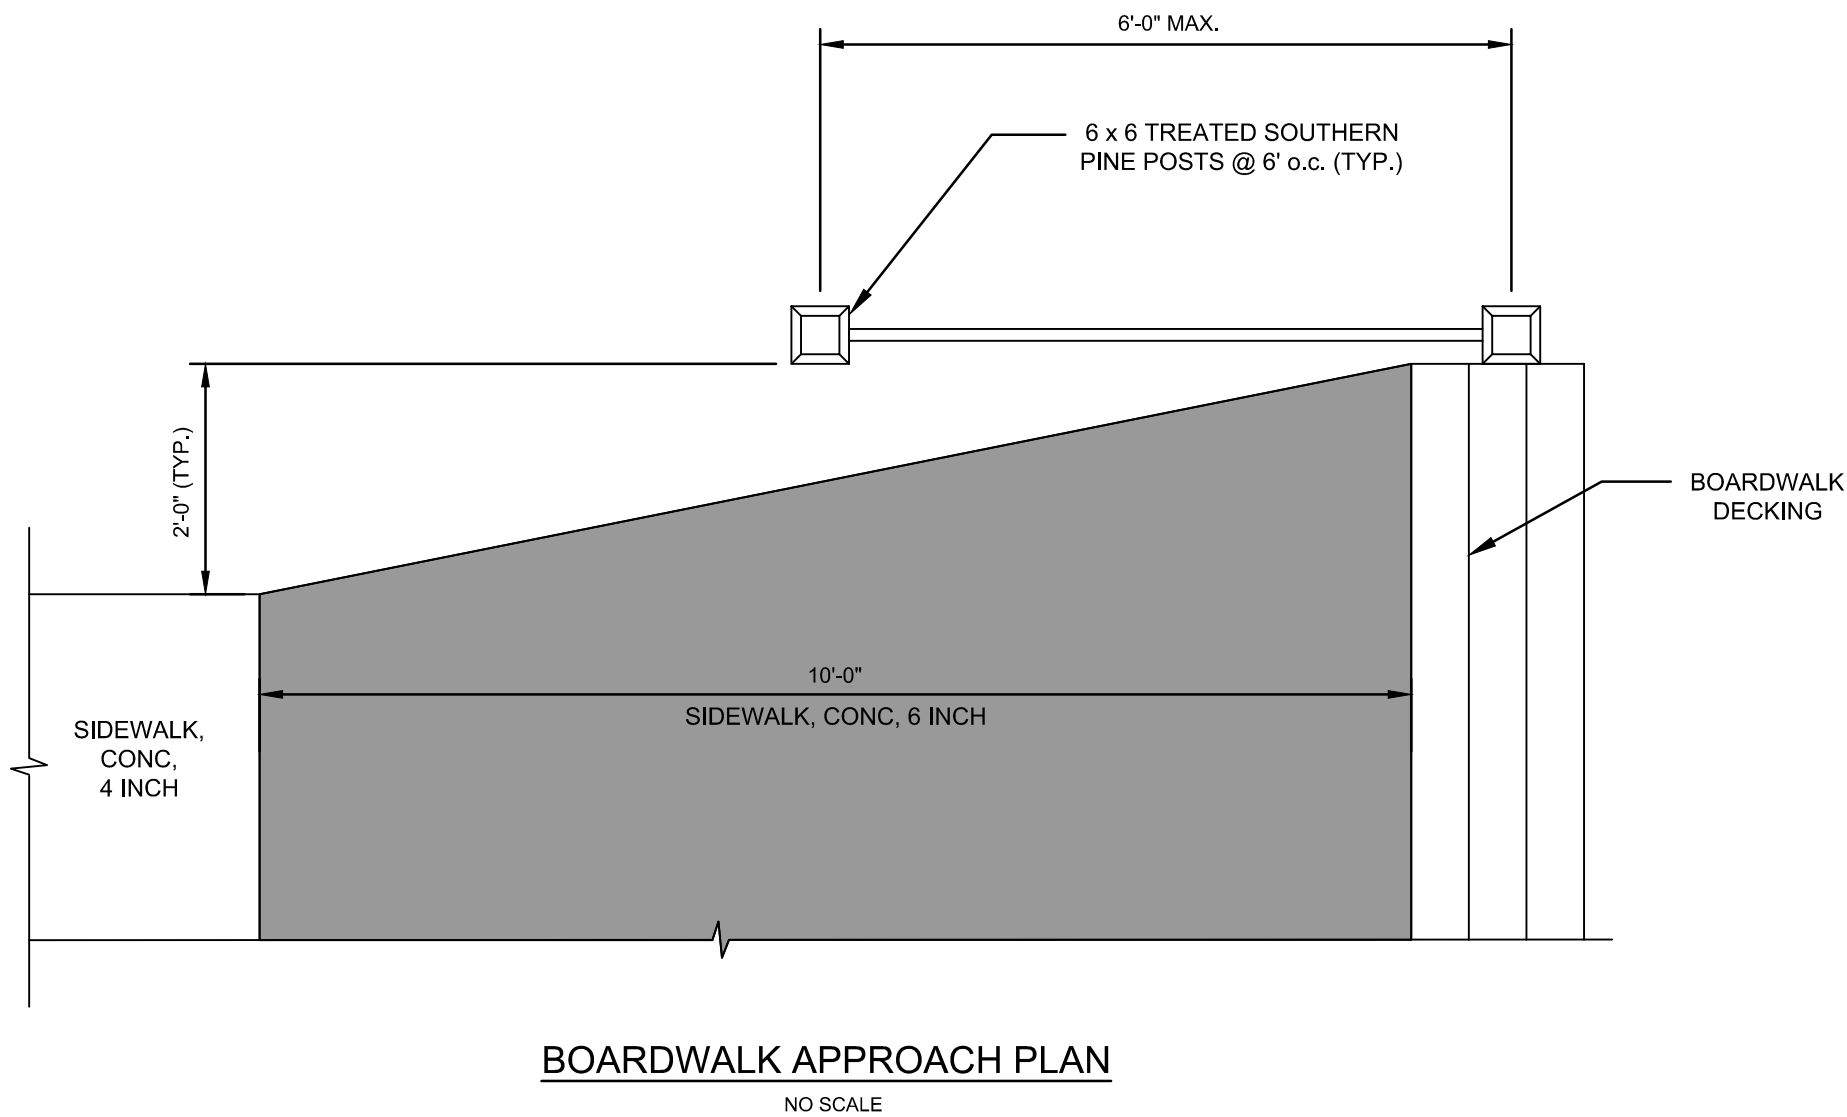 6'-0" MAX.
6 x 6 TREATED SOUTHERN
PINE POSTS @ 6' o.c. (TYP.)
2'-0" (TYP.)
BOARDWALK
DECKING
10'-0"
SIDEWALK, CONC, 6 INCH
SIDEWALK,
CONC,
4 INCH
BOARDWALK APPROACH PLAN
NO SCALE